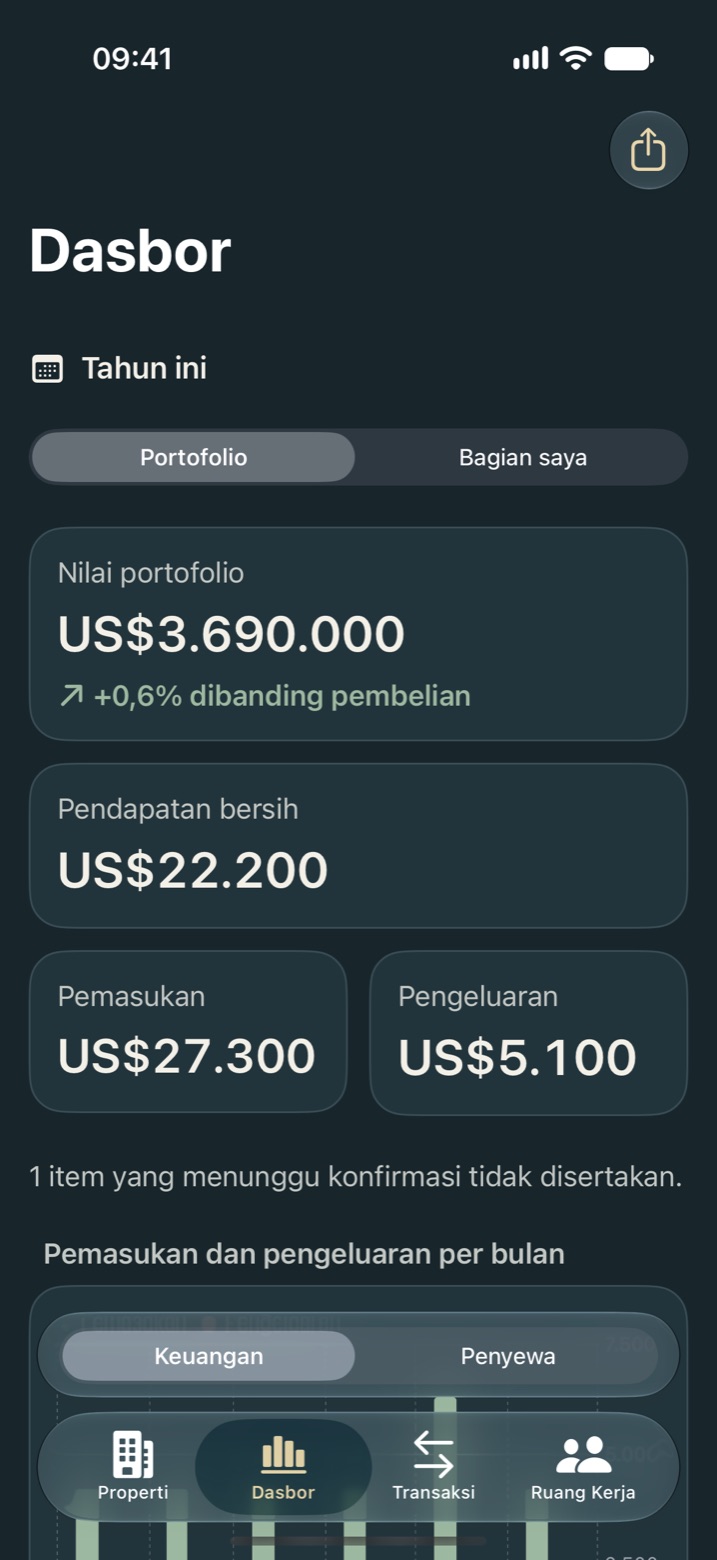 09:41
Dasbor
Tahun ini
Portofolio
Bagian saya
Nilai portofolio
US$3.690.000
+0,6% dibanding pembelian
Pendapatan bersih
US$22.200
Pemasukan
US$27.300
Pengeluaran
US$5.100
1 item yang menunggu konfirmasi tidak disertakan.
Pemasukan dan pengeluaran per bulan
Keuangan
Penyewa
Properti
Dasbor
Transaksi
Ruang Kerja